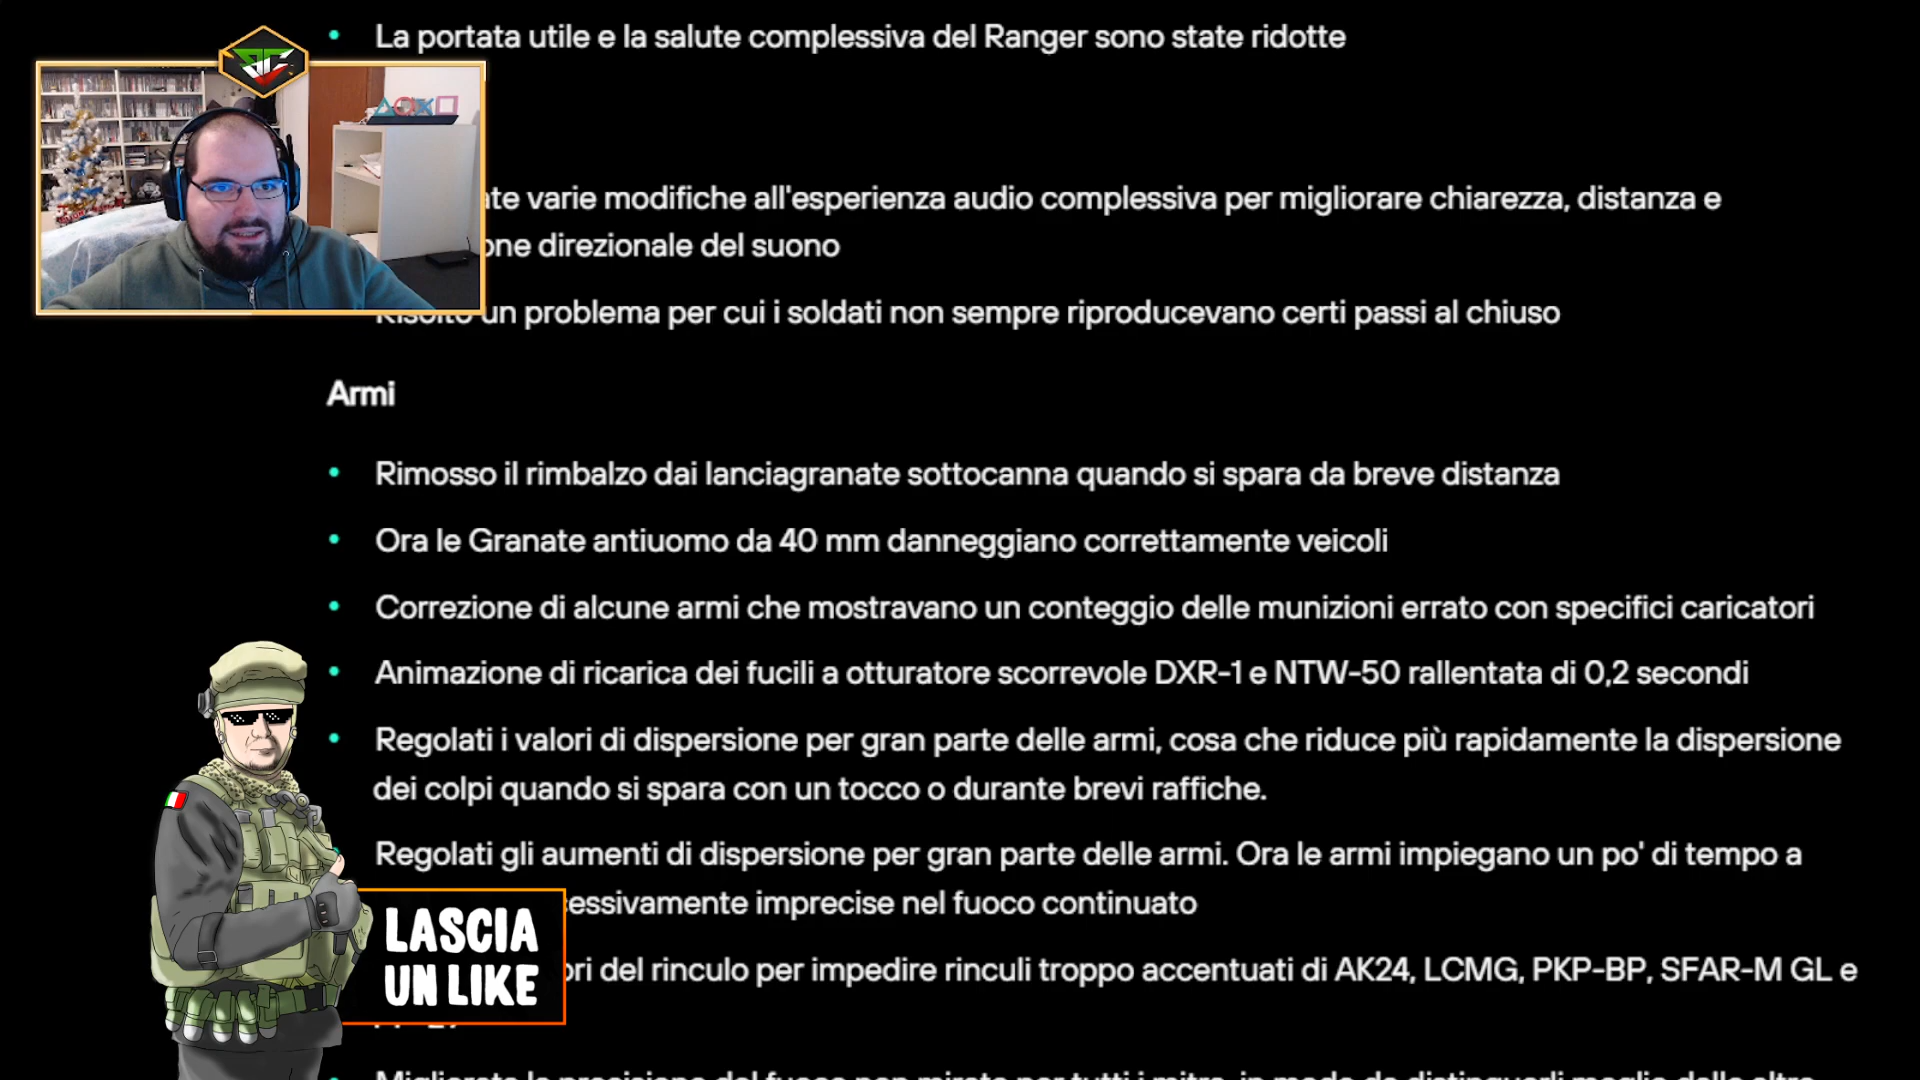 La portata utile e la salute complessiva del Ranger sono state ridotte
varie modifiche all'esperienza audio complessiva per migliorare chiarezza, distanza e
direzionale del suono
Risolto un problema per cui i soldati non sempre riproducevano certi passi al chiuso
Armi
Rimosso il rimbalzo dai lanciagranate sottocanna quando si spara da breve distanza
Ora le Granate antiuomo da 40 mm danneggiano correttamente veicoli
Correzione di alcune armi che mostravano un conteggio delle munizioni errato con specifici caricatori
Animazione di ricarica dei fucili a otturatore scorrevole DXR-1 e NTW-50 rallentata di 0,2 secondi
Regolati i valori di dispersione per gran parte delle armi, cosa che riduce più rapidamente la dispersione
dei colpi quando si spara con un tocco o durante brevi raffiche.
Regolati gli aumenti di dispersione per gran parte delle armi. Ora le armi impiegano un po' di tempo a
imprecise nel fuoco continuato
del rinculo per impedire rinculi troppo accentuati di AK24, LCMG, PKP-BP, SFAR-M GL e
LASCIA
UN LIKE